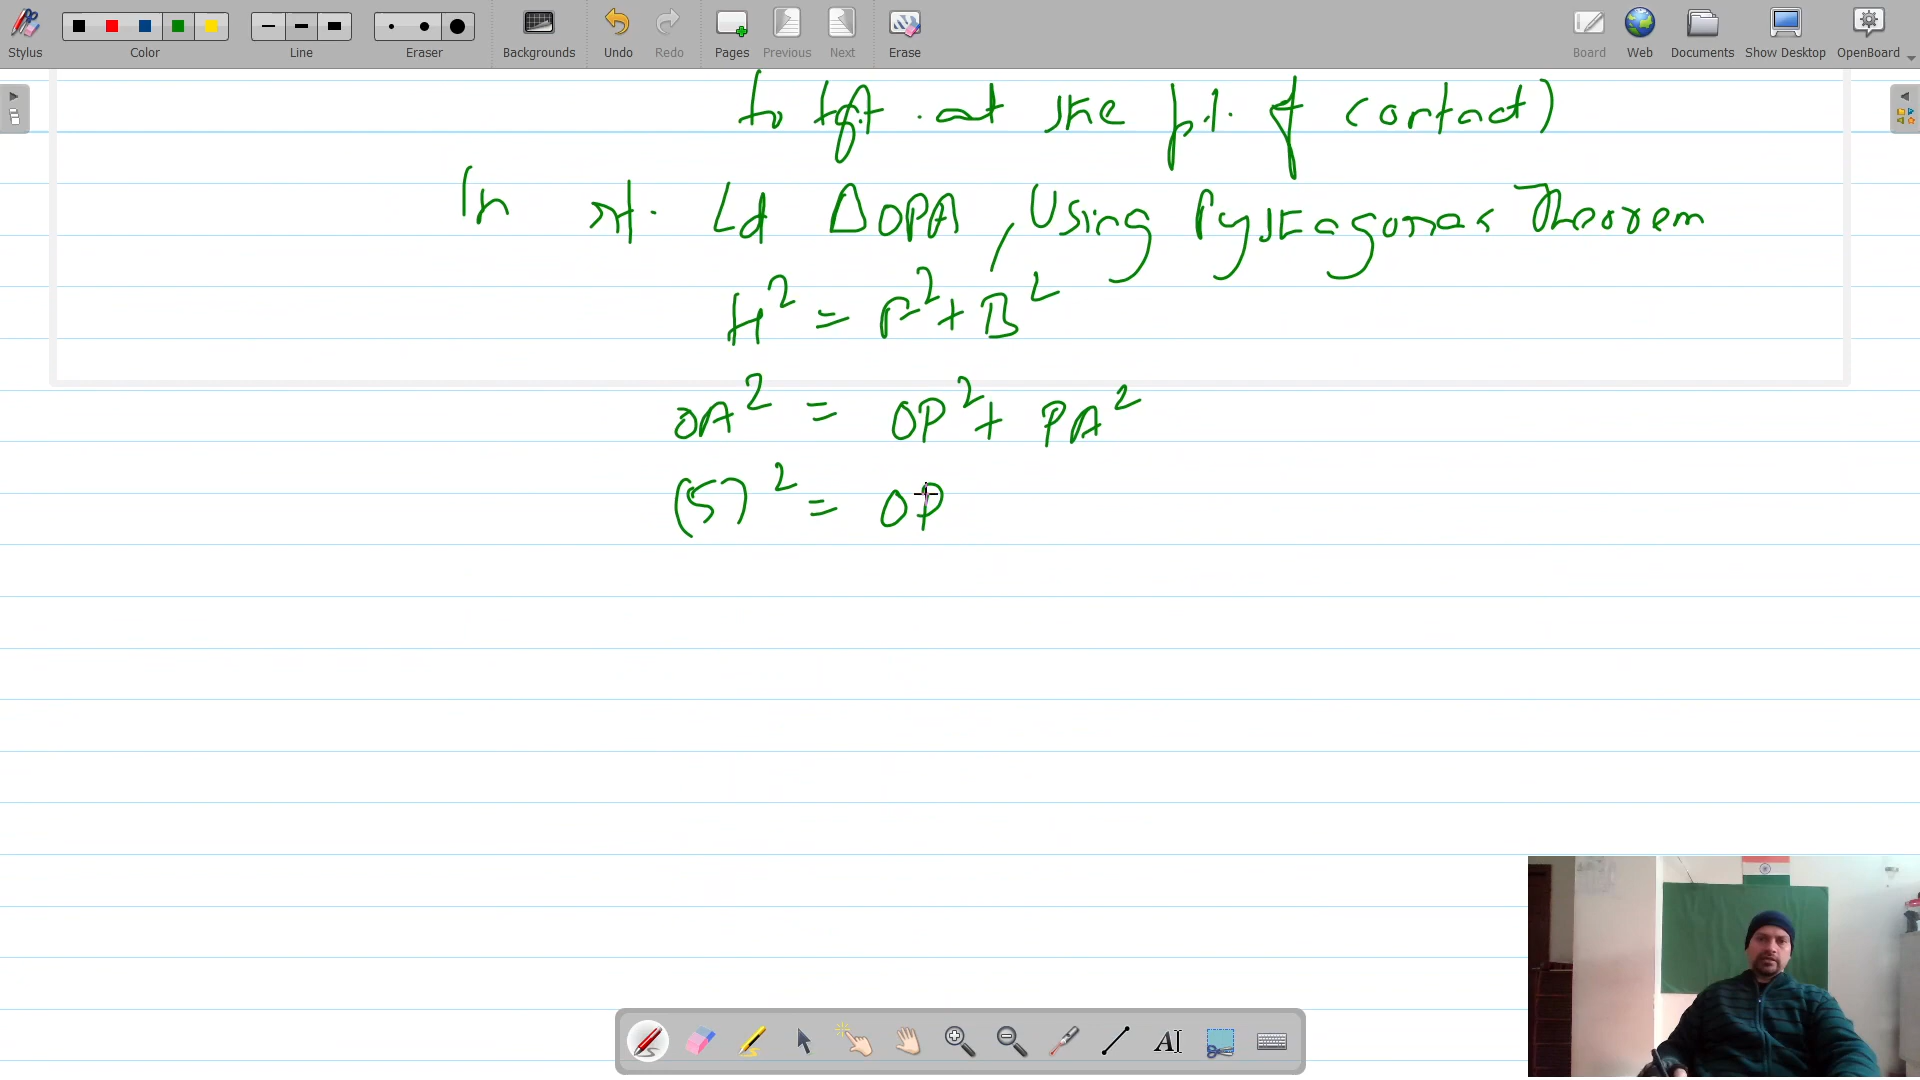 Stylus Color Line Eraser Backgrounds Undo Redo Pages Previous Next Erase Board Web Documents Show Desktop OpenBoard
to tgt. at the pt. of contact)
In rt. Ld ΔOPA, Using Pythagoras Theorem
H² = P² + B²
OA² = OP² + PA²
(5)² = OP